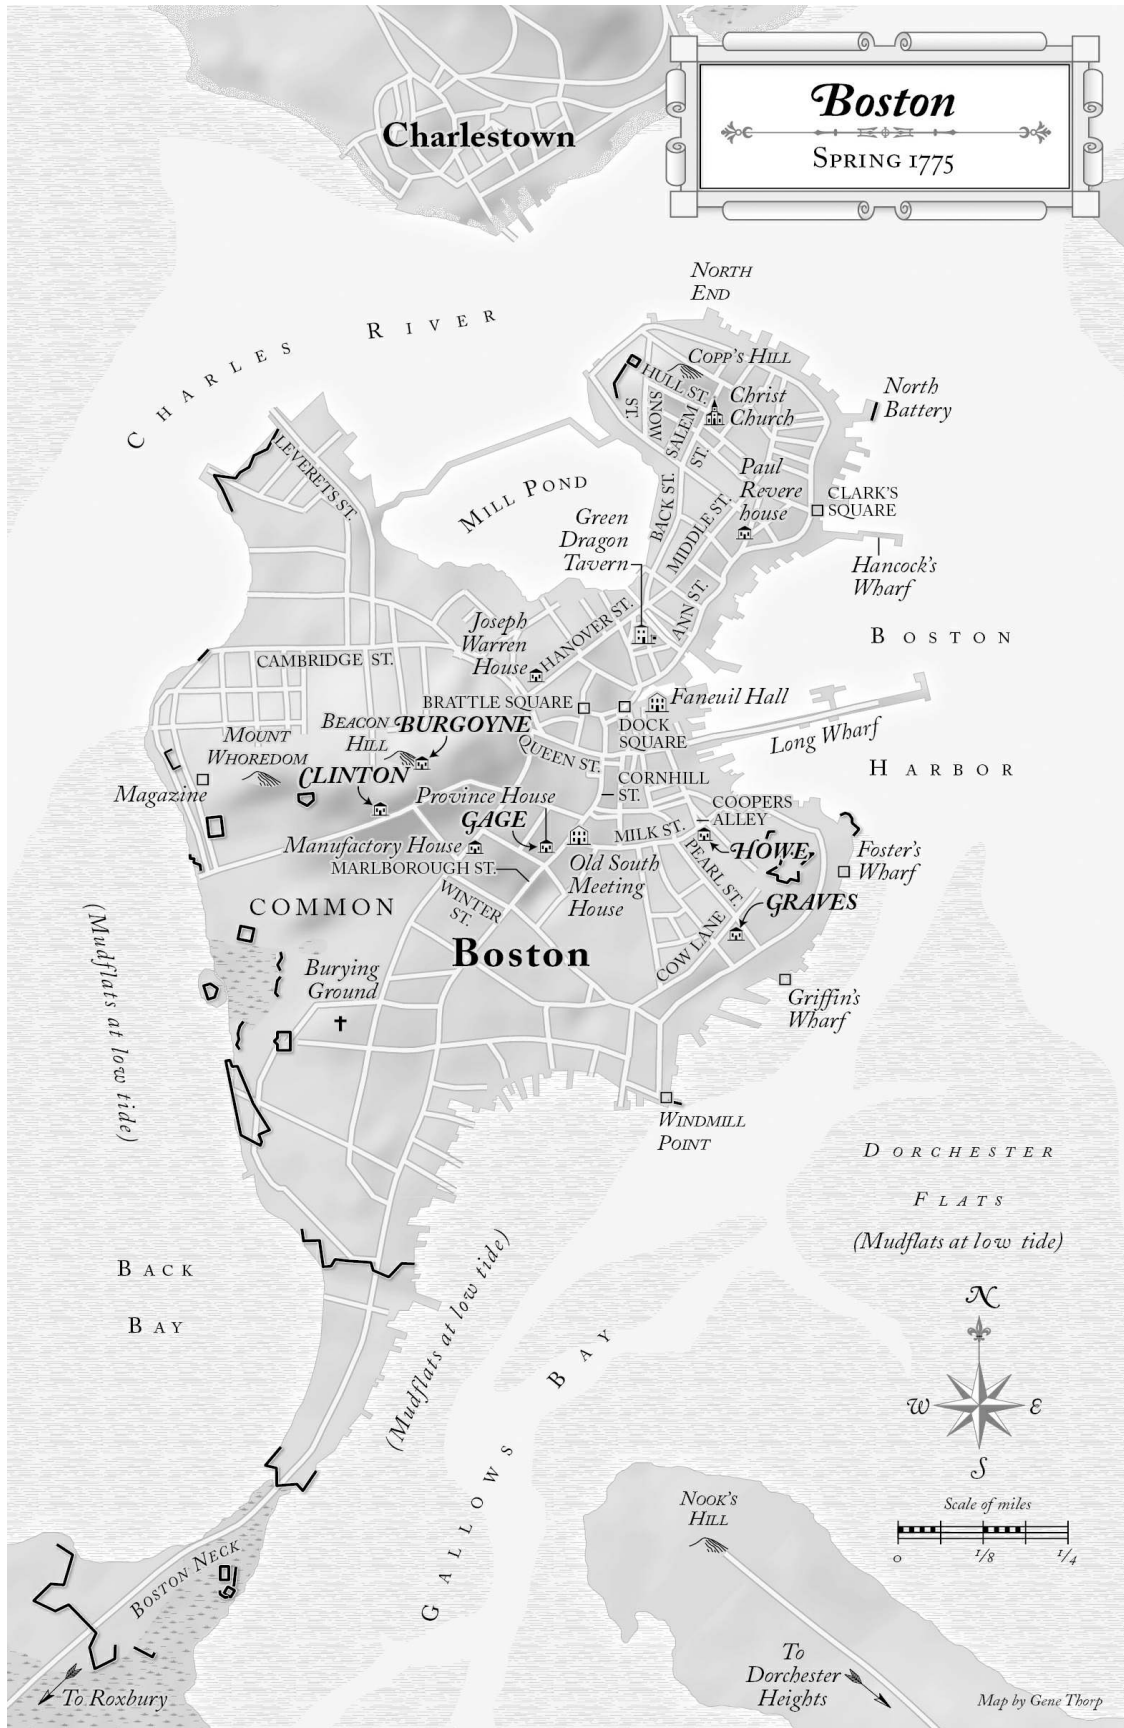 Boston
SPRING 1775
Charlestown
NORTH
END
CHARLES RIVER
COPP'S HILL
HULL ST.
SNOW
ST.
SALEM
ST.
Christ
Church
North
Battery
LEVERETS ST.
MILL POND
BACK ST.
MIDDLE ST.
Paul
Revere
house
CLARK'S
SQUARE
Green
Dragon
Tavern
Hancock's
Wharf
ANN ST.
HANOVER ST.
Joseph
Warren
House
BOSTON
HARBOR
CAMBRIDGE ST.
BRATTLE SQUARE
Faneuil Hall
DOCK
SQUARE
Long Wharf
BEACON
HILL
BURGOYNE
MOUNT
WHOREDOM
QUEEN ST.
CLINTON
Magazine
CORNHILL
ST.
Province House
GAGE
COOPERS
ALLEY
MILK ST.
Manufactory House
MARLBOROUGH ST.
Old South
Meeting
House
PEARL ST.
HOWE
Foster's
Wharf
WINTER
ST.
GRAVES
COMMON
COW LANE
Boston
Burying
Ground
Griffin's
Wharf
(Mudflats at low tide)
WINDMILL
POINT
DORCHESTER
FLATS
(Mudflats at low tide)
BACK
BAY
(Mudflats at low tide)
GALLOWS BAY
N
W
E
S
NOOK'S
HILL
Scale of miles
0 1/8 1/4
BOSTON NECK
To Roxbury
To
Dorchester
Heights
Map by Gene Thorp